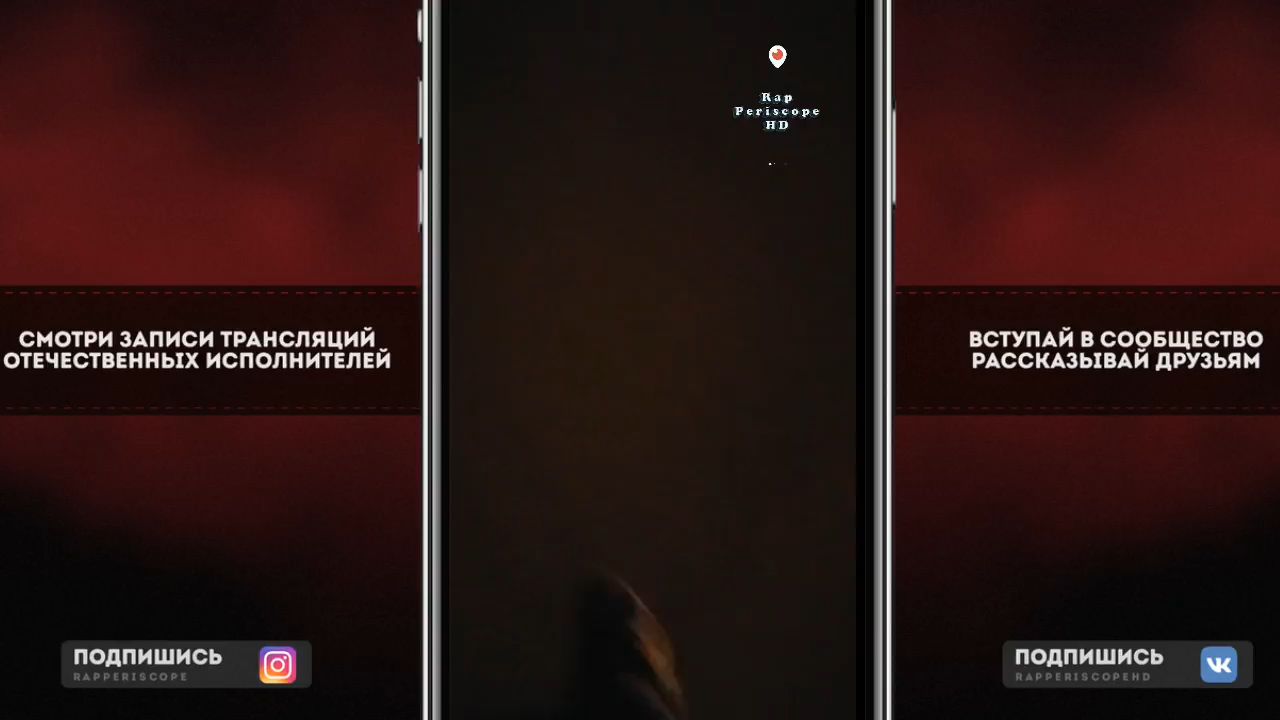 Rap
Periscope
HD
СМОТРИ ЗАПИСИ ТРАНСЛЯЦИЙ
ОТЕЧЕСТВЕННЫХ ИСПОЛНИТЕЛЕЙ
ВСТУПАЙ В СООБЩЕСТВО
РАССКАЗЫВАЙ ДРУЗЬЯМ
ПОДПИШИСЬ
RAPPERISCOPE
ПОДПИШИСЬ
RAPPERISCOPEHD